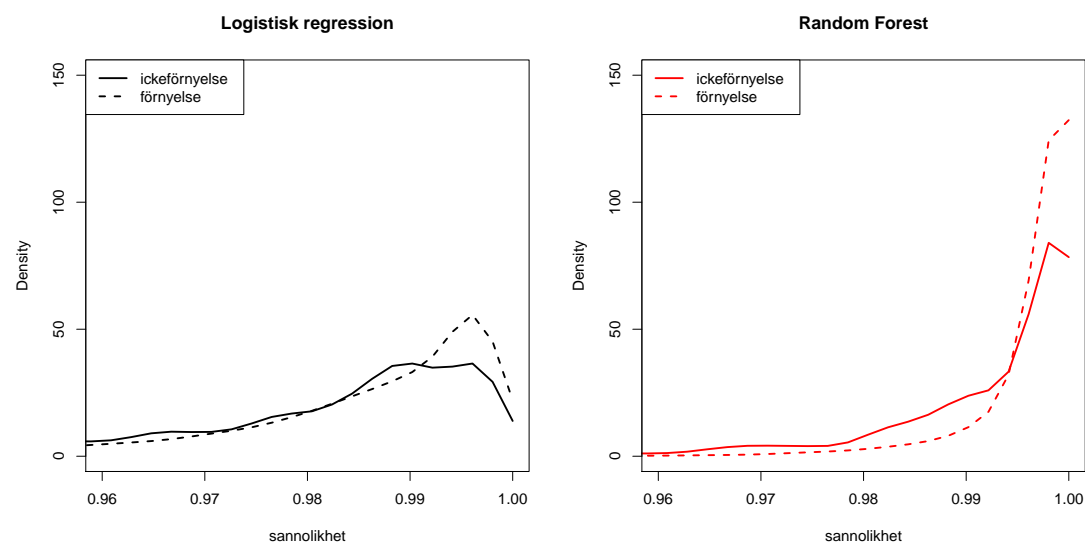 Logistisk regression
ickeförnyelse
förnyelse
Density
0
50
100
150
0.96
0.97
0.98
0.99
1.00
sannolikhet
Random Forest
ickeförnyelse
förnyelse
Density
0
50
100
150
0.96
0.97
0.98
0.99
1.00
sannolikhet